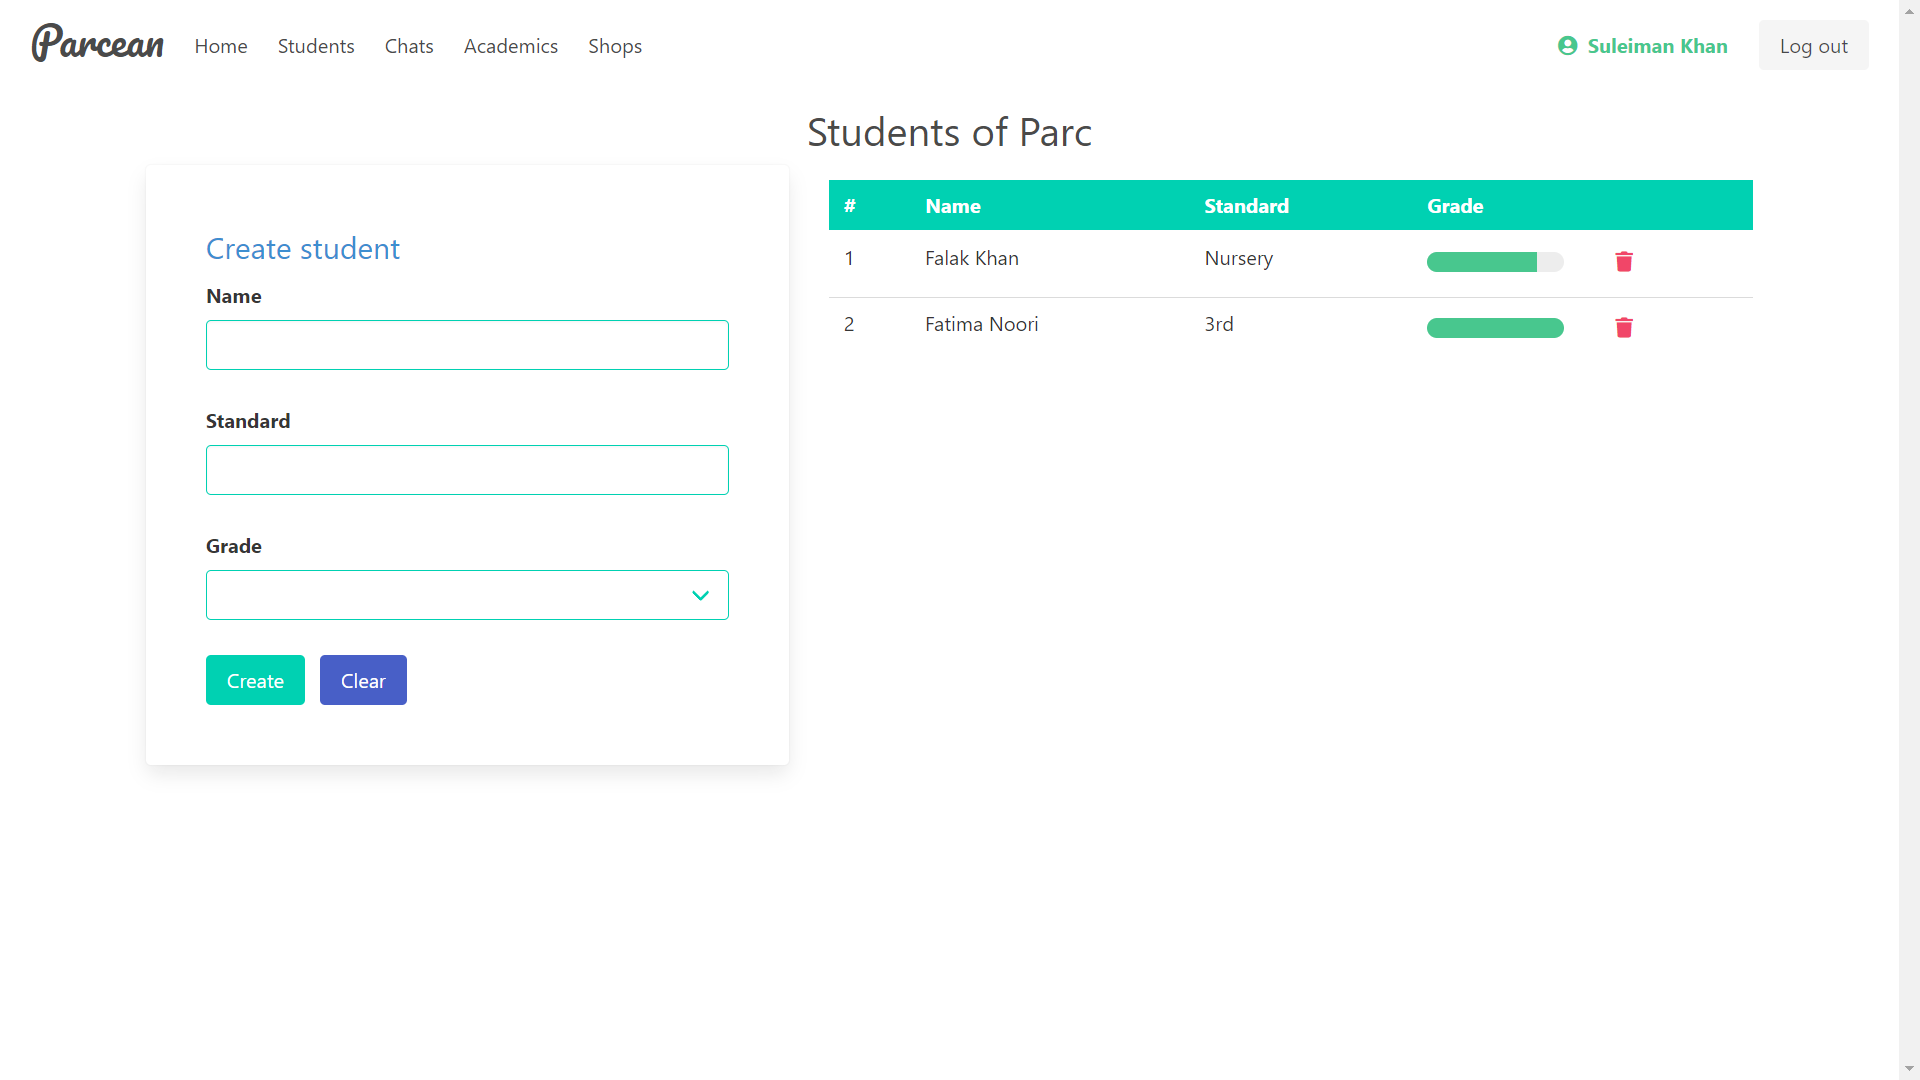 Parcean Home Students Chats Academics Shops Suleiman Khan Log out
Students of Parc
Create student
Name
Standard
Grade
Create Clear
# Name Standard Grade
1 Falak Khan Nursery
2 Fatima Noori 3rd